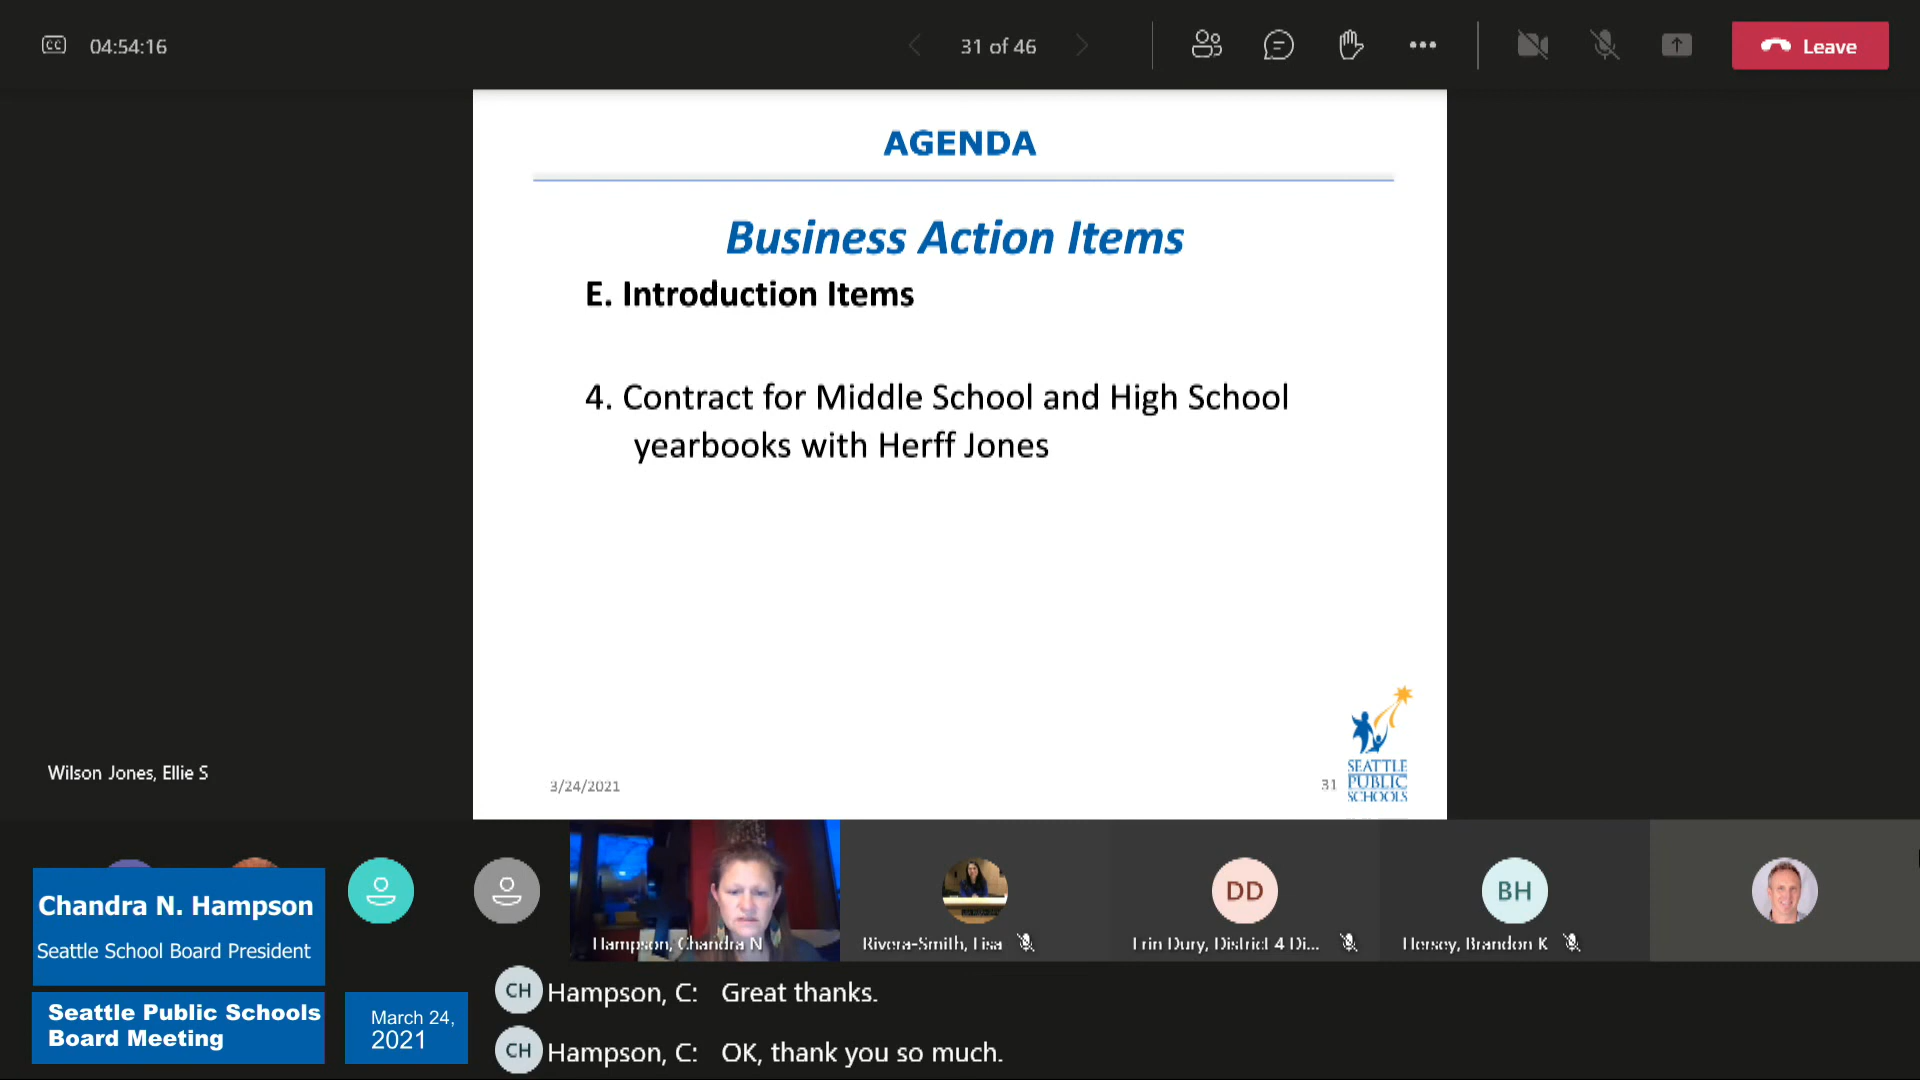 CC 04:54:16
31 of 46
Leave
AGENDA
Business Action Items
E. Introduction Items
4. Contract for Middle School and High School
yearbooks with Herff Jones
Wilson Jones, Ellie S
3/24/2021
31
SEATTLE
PUBLIC
SCHOOLS
Chandra N. Hampson
Seattle School Board President
Seattle Public Schools
Board Meeting
March 24,
2021
Hampson, Chandra N
Rivera-Smith, Lisa
DD
Erin Dury, District 4 Di...
BH
Hersey, Brandon K
CH Hampson, C: Great thanks.
CH Hampson, C: OK, thank you so much.